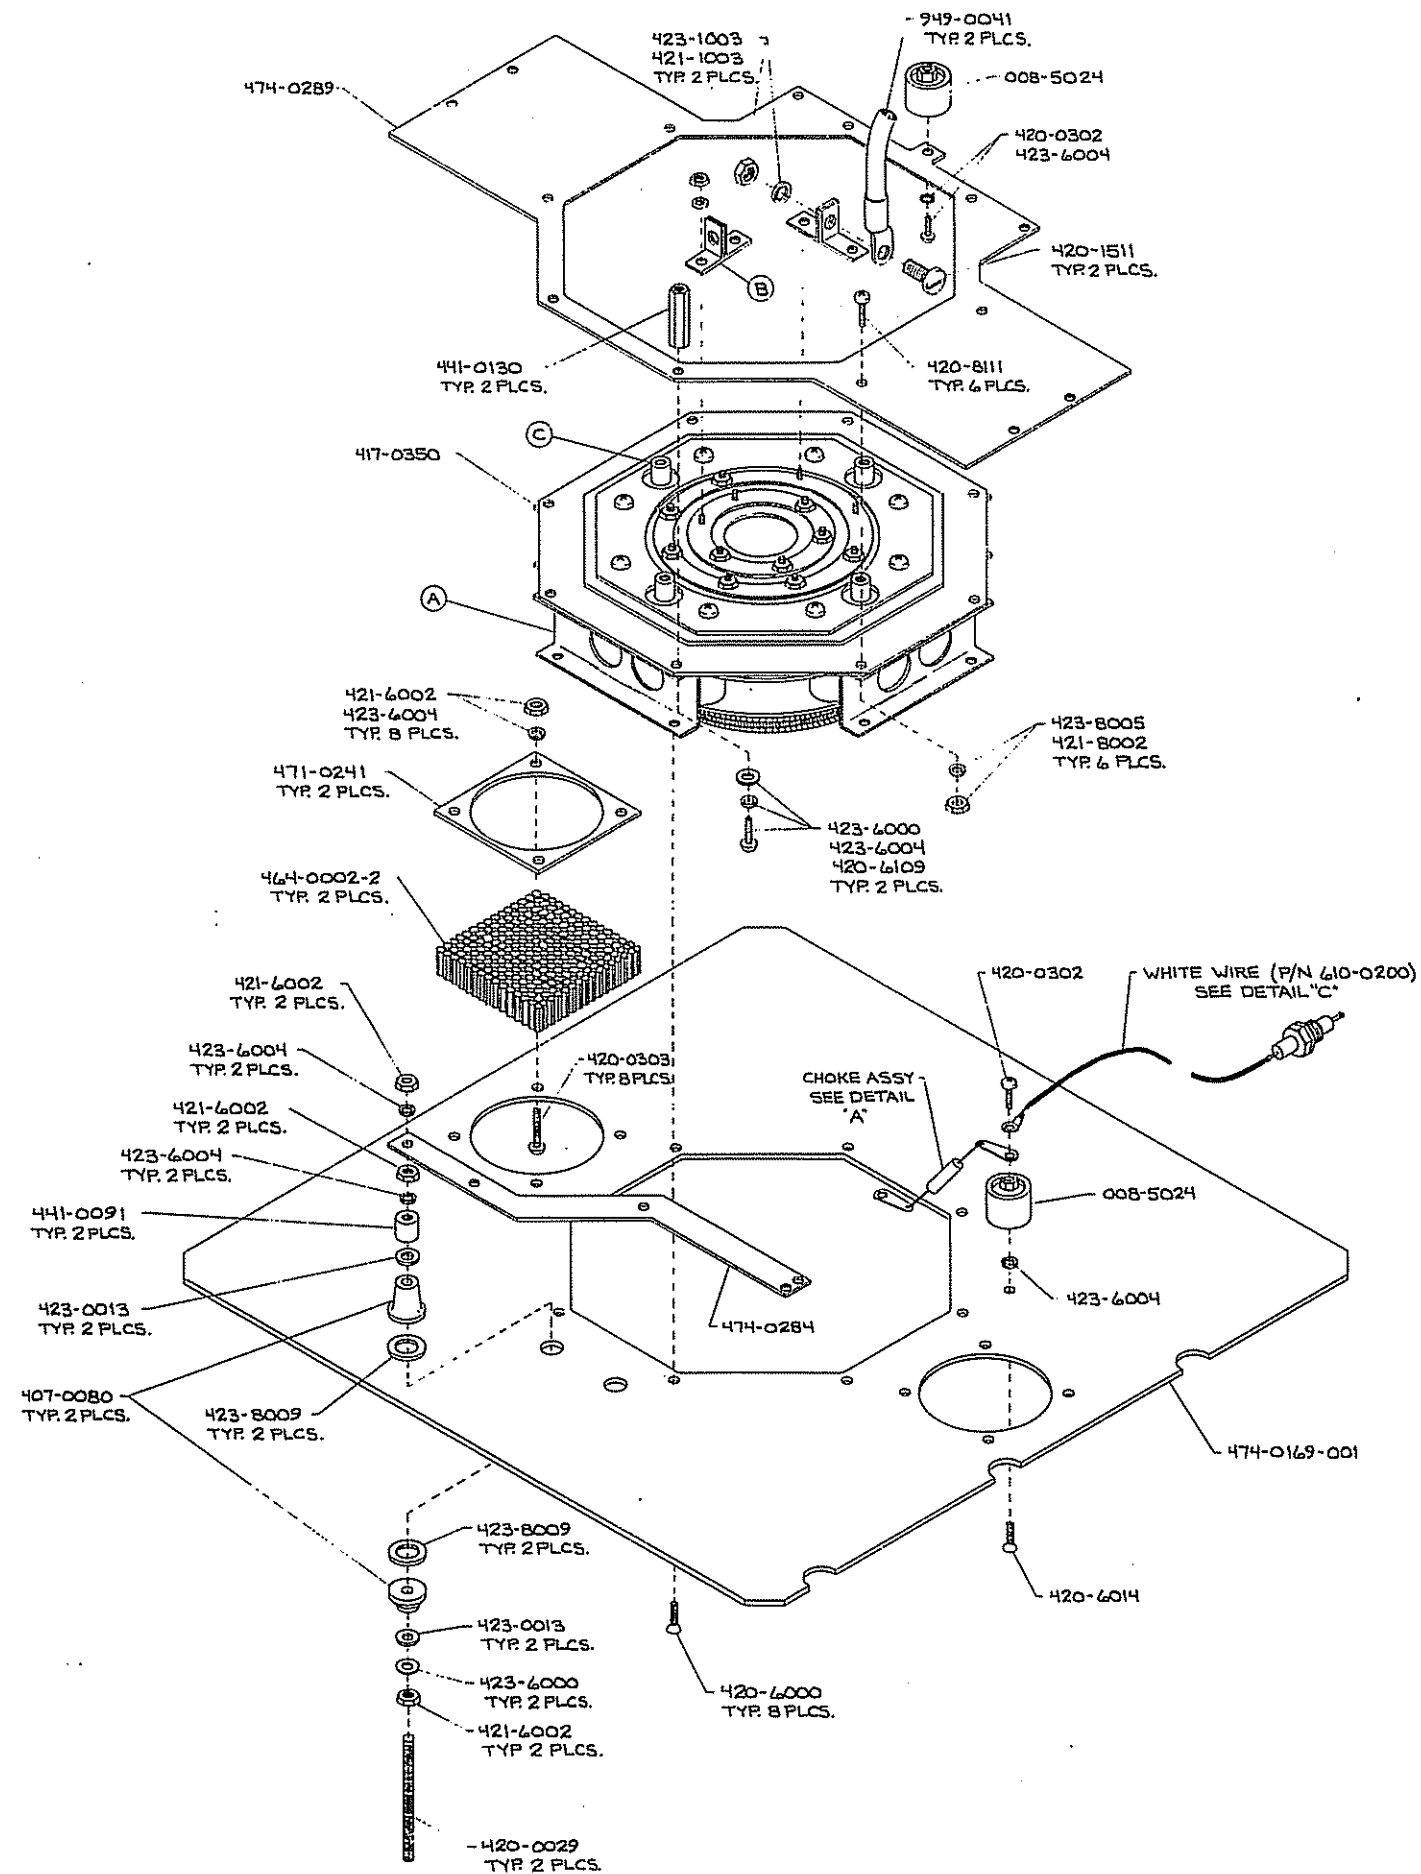 949-0041
TYP. 2 PLCS.
423-1003
421-1003
TYP. 2 PLCS.
008-5024
474-0289
420-0302
423-6004
420-1511
TYP. 2 PLCS.
B
441-0130
TYP. 2 PLCS.
420-8111
TYP. 6 PLCS.
C
417-0350
A
421-6002
423-6004
TYP. 8 PLCS.
423-8005
421-8002
TYP. 6 PLCS.
471-0241
TYP. 2 PLCS.
423-6000
423-6004
420-6109
TYP. 2 PLCS.
464-0002-2
TYP. 2 PLCS.
421-6002
TYP. 2 PLCS.
420-0302
WHITE WIRE (P/N 610-0200)
SEE DETAIL "C"
423-6004
TYP. 2 PLCS.
420-0303
TYP. 8 PLCS
CHOKE ASSY
SEE DETAIL
"A"
421-6002
TYP. 2 PLCS.
423-6004
TYP. 2 PLCS.
008-5024
441-0091
TYP. 2 PLCS.
423-0013
TYP. 2 PLCS.
474-0284
423-6004
407-0080
TYP. 2 PLCS.
423-8009
TYP. 2 PLCS.
474-0169-001
423-8009
TYP. 2 PLCS.
420-6014
423-0013
TYP. 2 PLCS.
423-6000
TYP. 2 PLCS.
420-6000
TYP. 8 PLCS.
421-6002
TYP 2 PLCS.
420-0029
TYP. 2 PLCS.